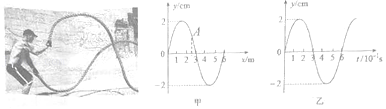 y/cm
2
A
0
1 2 3 4 5 6
x/m
-2
甲
y/cm
2
0
1 2 3 4 5 6
t/10⁻¹s
-2
乙